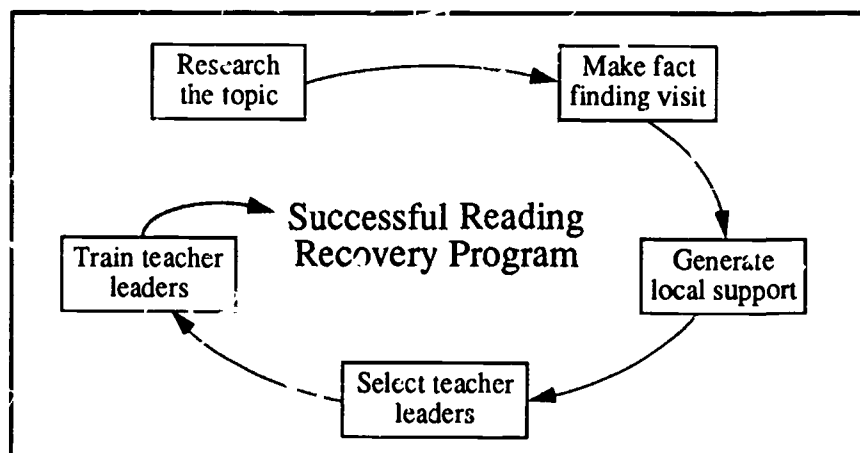 Research
the topic
Make fact
finding visit
Successful Reading
Recovery Program
Generate
local support
Train teacher
leaders
Select teacher
leaders